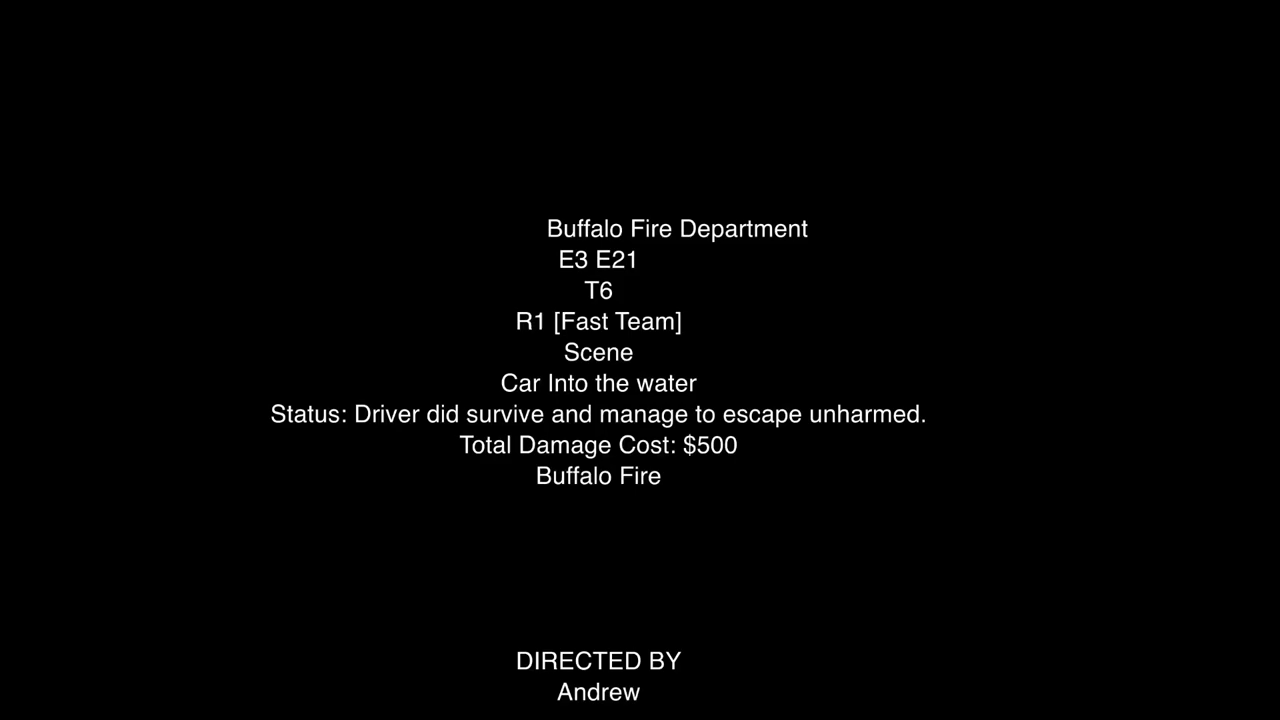 Buffalo Fire Department
E3 E21
T6
R1 [Fast Team]
Scene
Car Into the water
Status: Driver did survive and manage to escape unharmed.
Total Damage Cost: $500
Buffalo Fire
DIRECTED BY
Andrew